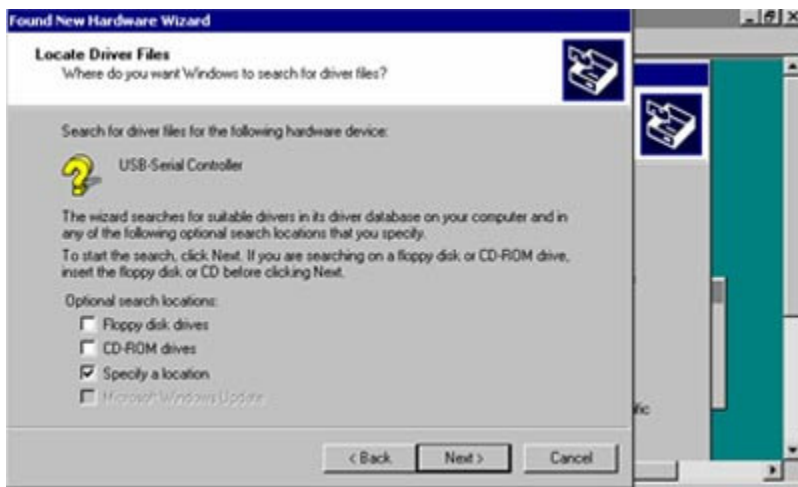 Found New Hardware Wizard
Locate Driver Files
Where do you want Windows to search for driver files?
Search for driver files for the following hardware device:
USB-Serial Controller
The wizard searches for suitable drivers in its driver database on your computer and in
any of the following optional search locations that you specify.
To start the search, click Next. If you are searching on a floppy disk or CD-ROM drive,
insert the floppy disk or CD before clicking Next.
Optional search locations:
Floppy disk drives
CD-ROM drives
Specify a location
Microsoft Windows Update
< Back
Next >
Cancel